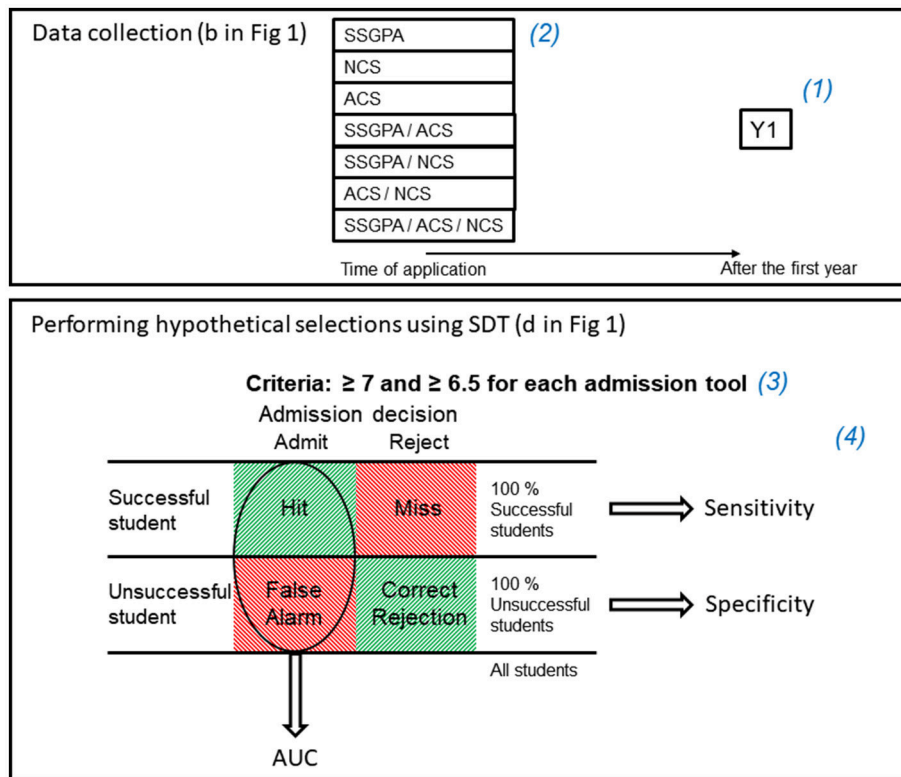 Data collection (b in Fig 1)
SSGPA
(2)
NCS
ACS
(1)
SSGPA / ACS
Y1
SSGPA / NCS
ACS / NCS
SSGPA / ACS / NCS
Time of application
After the first year
Performing hypothetical selections using SDT (d in Fig 1)
Criteria: ≥ 7 and ≥ 6.5 for each admission tool (3)
Admission decision
(4)
Admit Reject
Successful student
Hit
Miss
100 %
Successful
students
Sensitivity
Unsuccessful
student
False
Alarm
Correct
Rejection
100 %
Unsuccessful
students
Specificity
All students
AUC